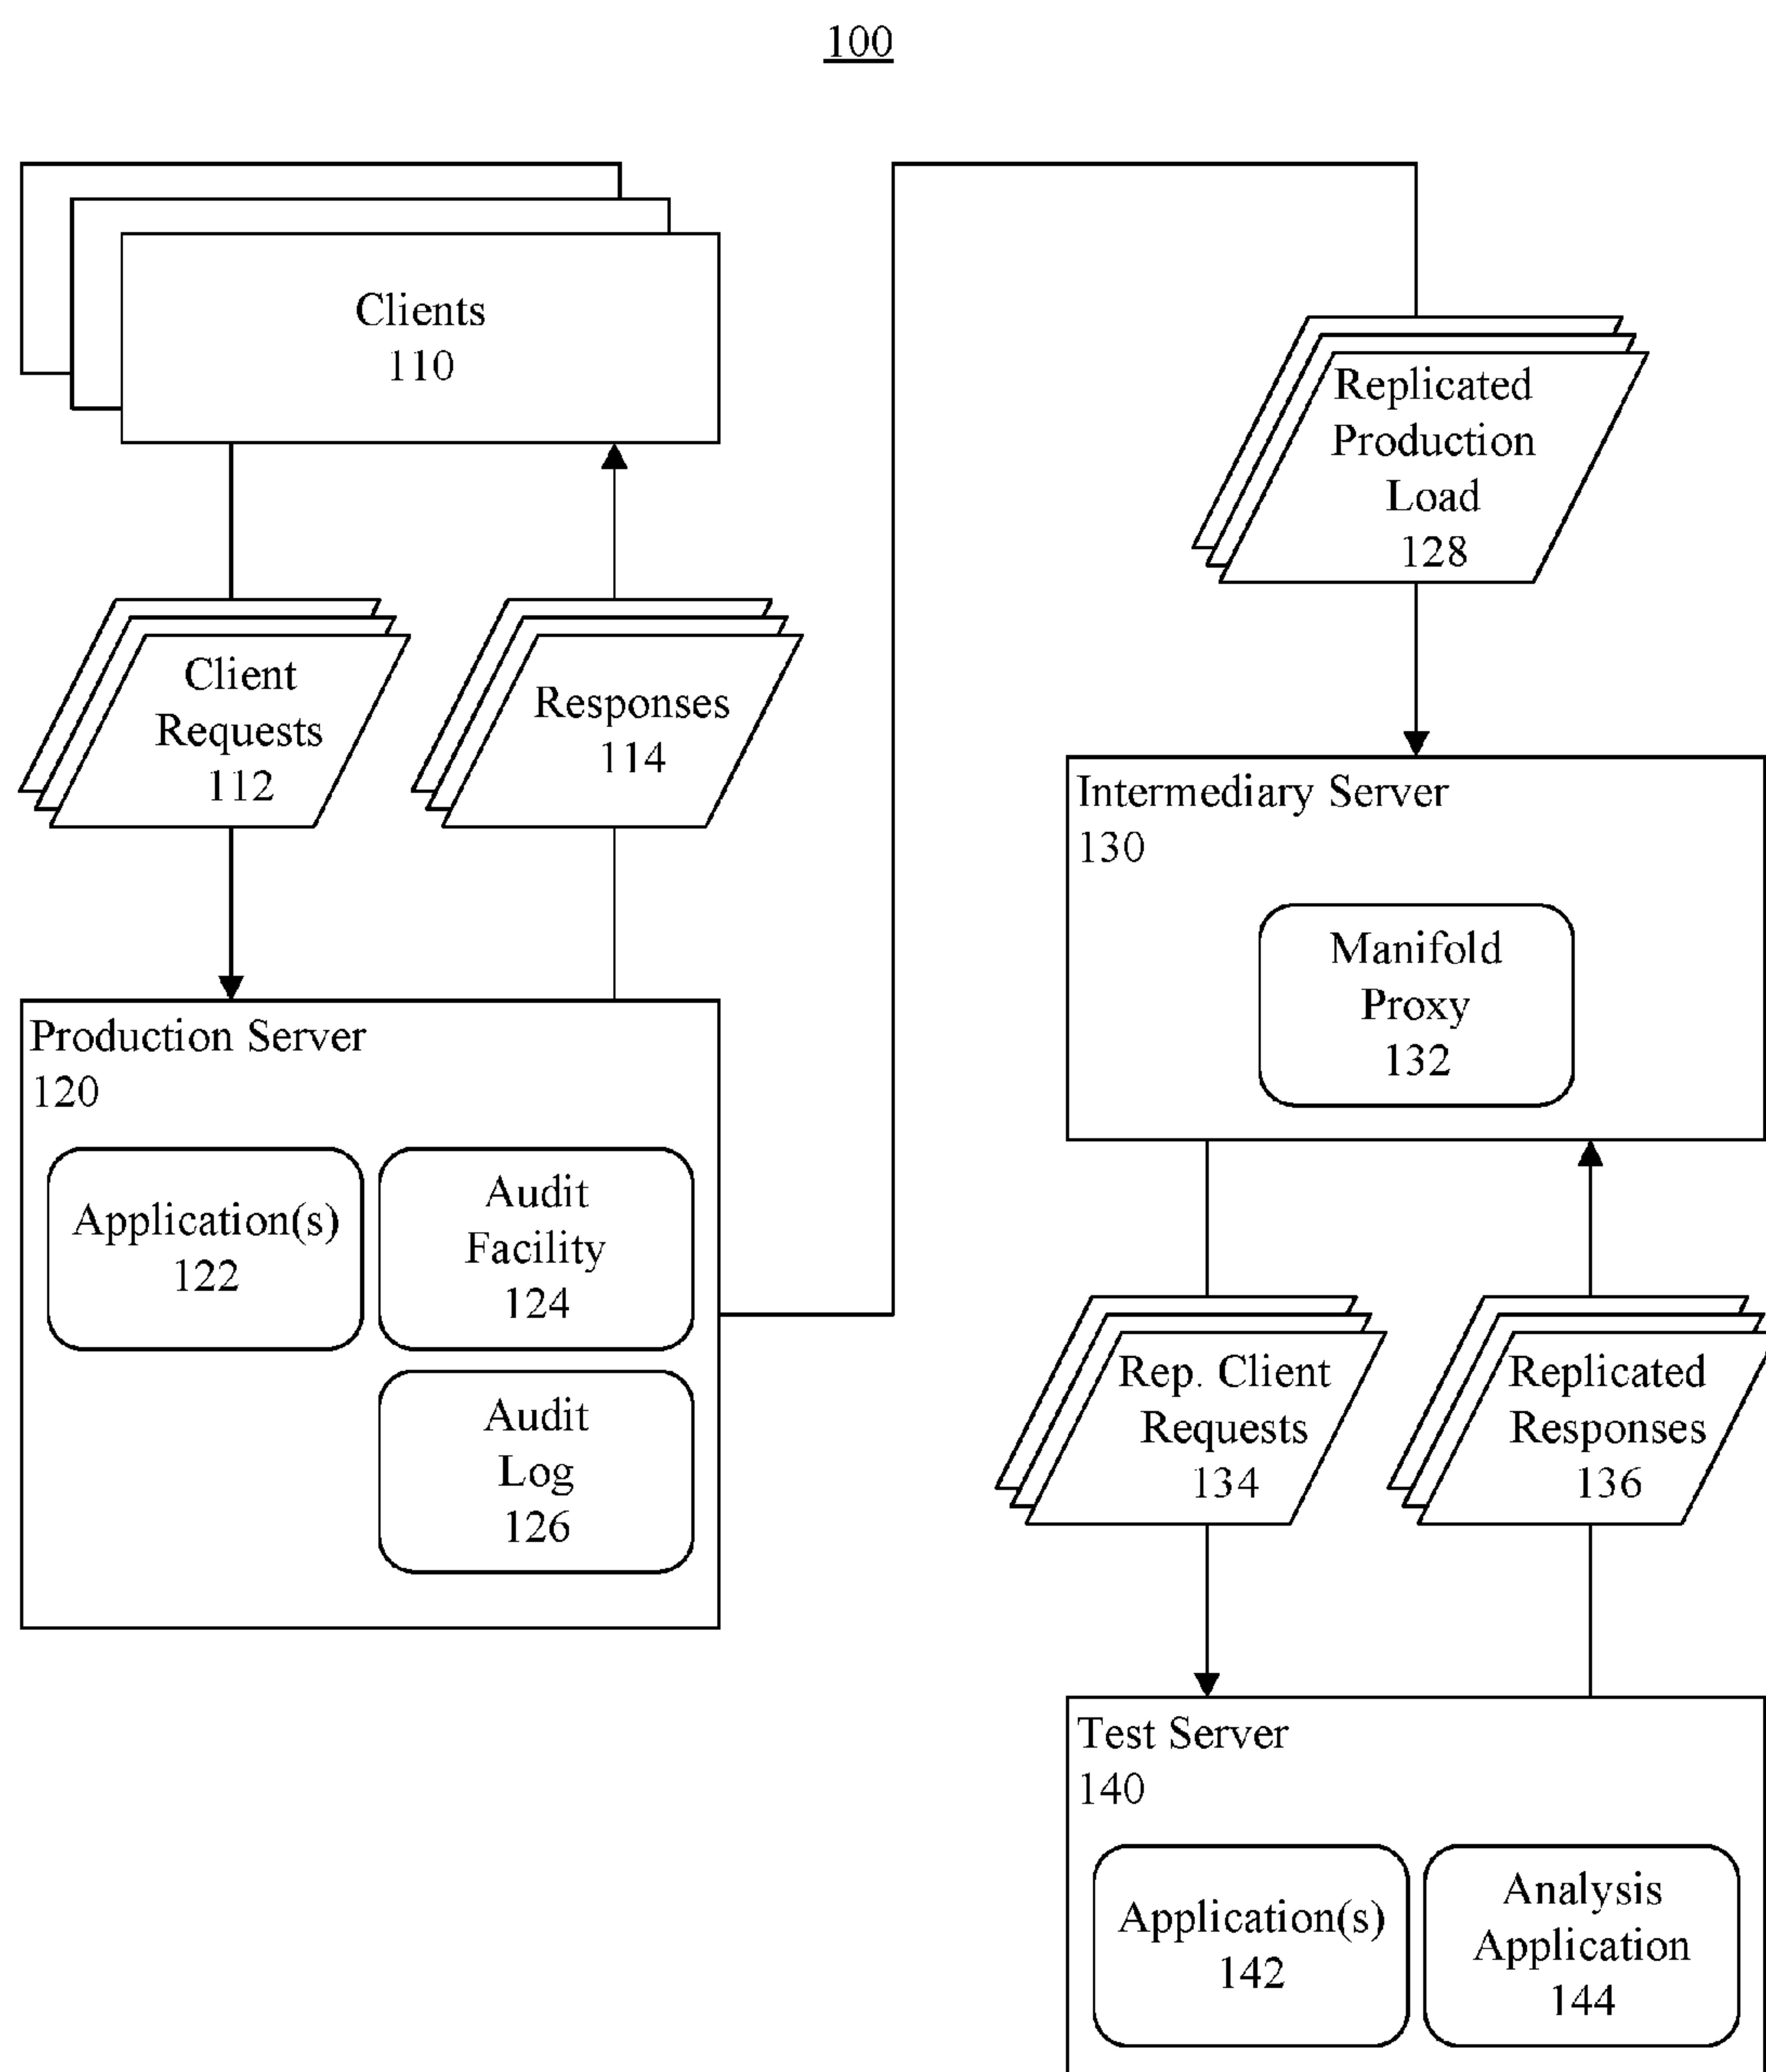 100
Clients
110
Client
Requests
112
Responses
114
Production Server
120
Application(s)
122
Audit
Facility
124
Audit
Log
126
Replicated
Production
Load
128
Intermediary Server
130
Manifold
Proxy
132
Rep. Client
Requests
134
Replicated
Responses
136
Test Server
140
Application(s)
142
Analysis
Application
144